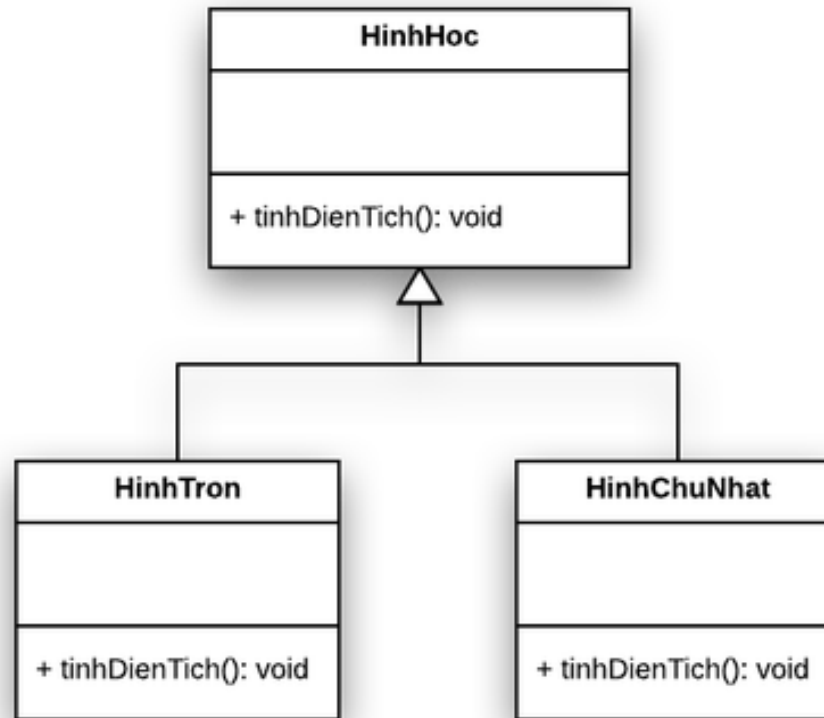 HinhHoc
+ tinhDienTich(): void
HinhTron
HinhChuNhat
+ tinhDienTich(): void
+ tinhDienTich(): void